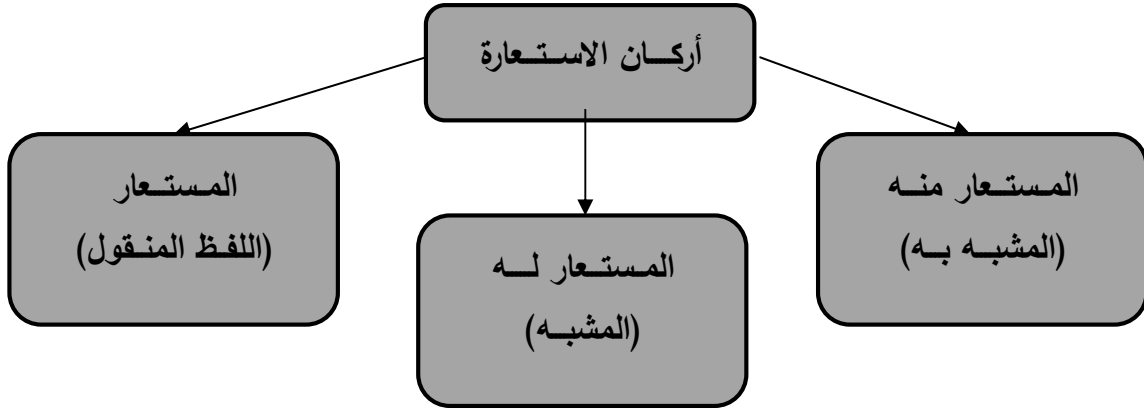 أركان الاستعارة
المستعار منه
(المشبه به)
المستعار له
(المشبه)
المستعار
(اللفظ المنقول)